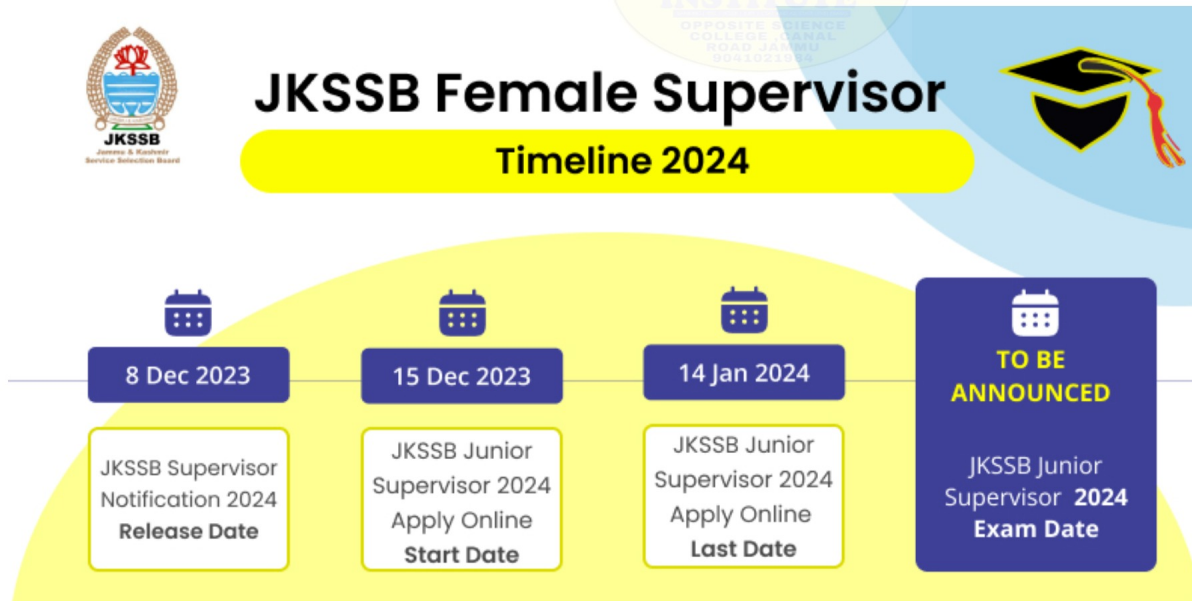 INSTITUTE
OPPOSITE SCIENCE
COLLEGE ,CANAL
ROAD JAMMU
9041021984
JKSSB
Jammu & Kashmir
Service Selection Board
JKSSB Female Supervisor
Timeline 2024
8 Dec 2023
JKSSB Supervisor
Notification 2024
Release Date
15 Dec 2023
JKSSB Junior
Supervisor 2024
Apply Online
Start Date
14 Jan 2024
JKSSB Junior
Supervisor 2024
Apply Online
Last Date
TO BE
ANNOUNCED
JKSSB Junior
Supervisor 2024
Exam Date